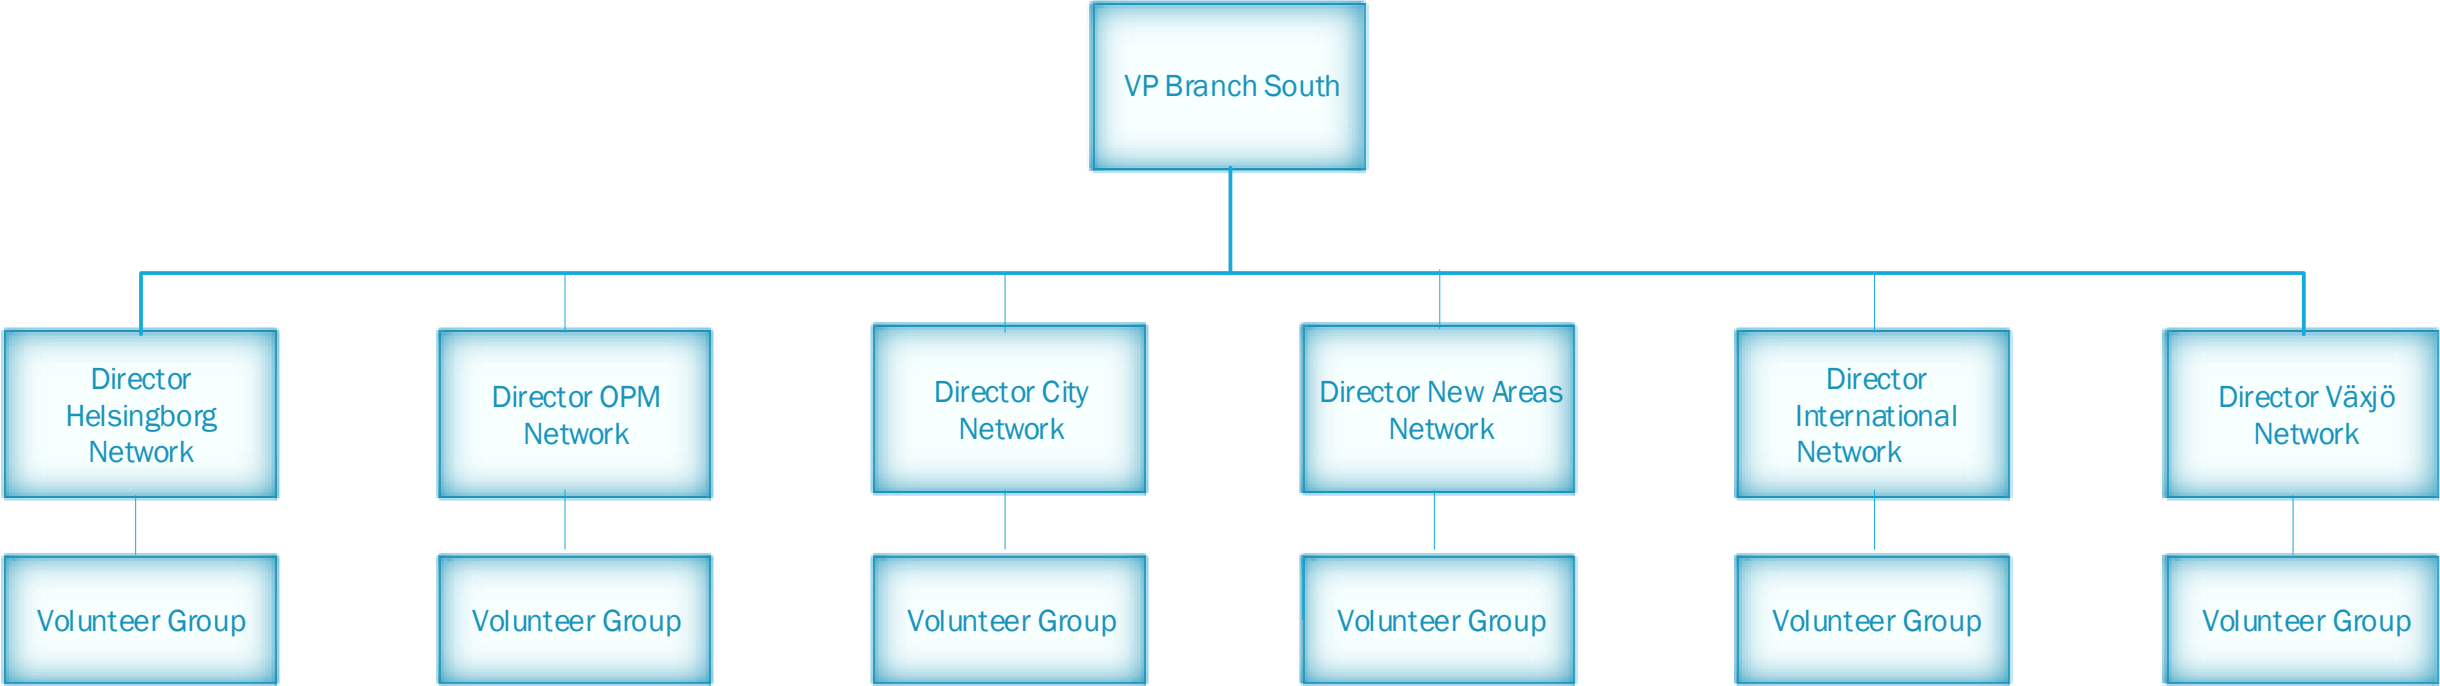 VP Branch South
Director
Helsingborg
Network
Director OPM
Network
Director City
Network
Director New Areas
Network
Director
International
Network
Director Växjö
Network
Volunteer Group
Volunteer Group
Volunteer Group
Volunteer Group
Volunteer Group
Volunteer Group